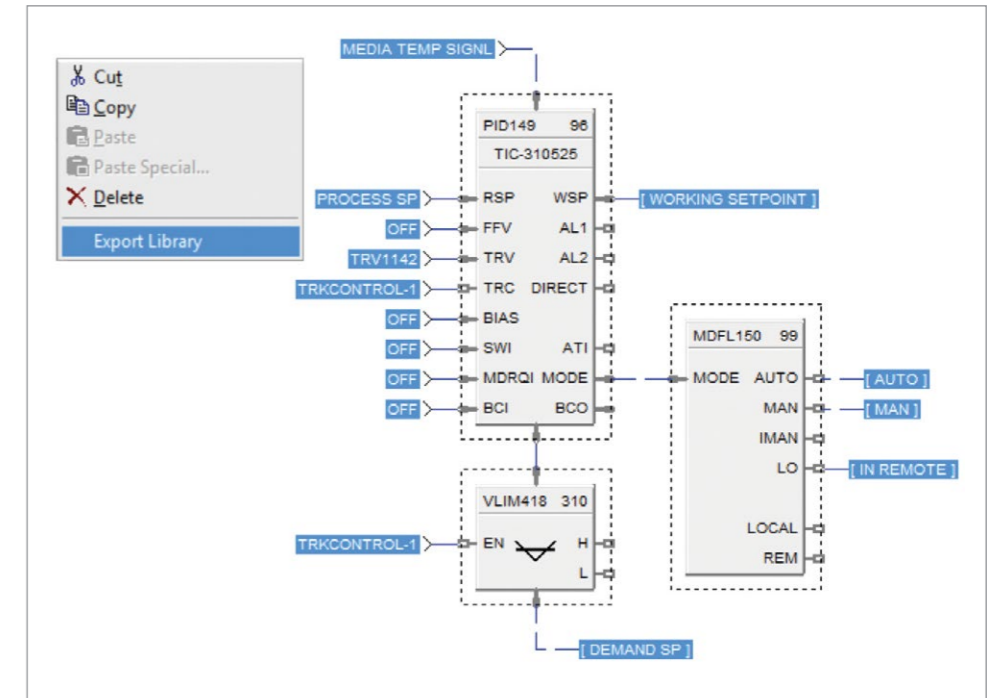 MEDIA TEMP SIGNL
Cut
Copy
Paste
Paste Special...
Delete
Export Library
PID149 96
TIC-310525
PROCESS SP RSP WSP [ WORKING SETPOINT ]
OFF FFV AL1
TRV1142 TRV AL2
TRKCONTROL-1 TRC DIRECT
OFF BIAS
OFF SWI ATI
OFF MDRQI MODE
OFF BCI BCO
MDFL150 99
MODE AUTO [ AUTO ]
MAN [ MAN ]
IMAN
LO [ IN REMOTE ]
LOCAL
REM
VLIM418 310
TRKCONTROL-1 EN H
L
[ DEMAND SP ]